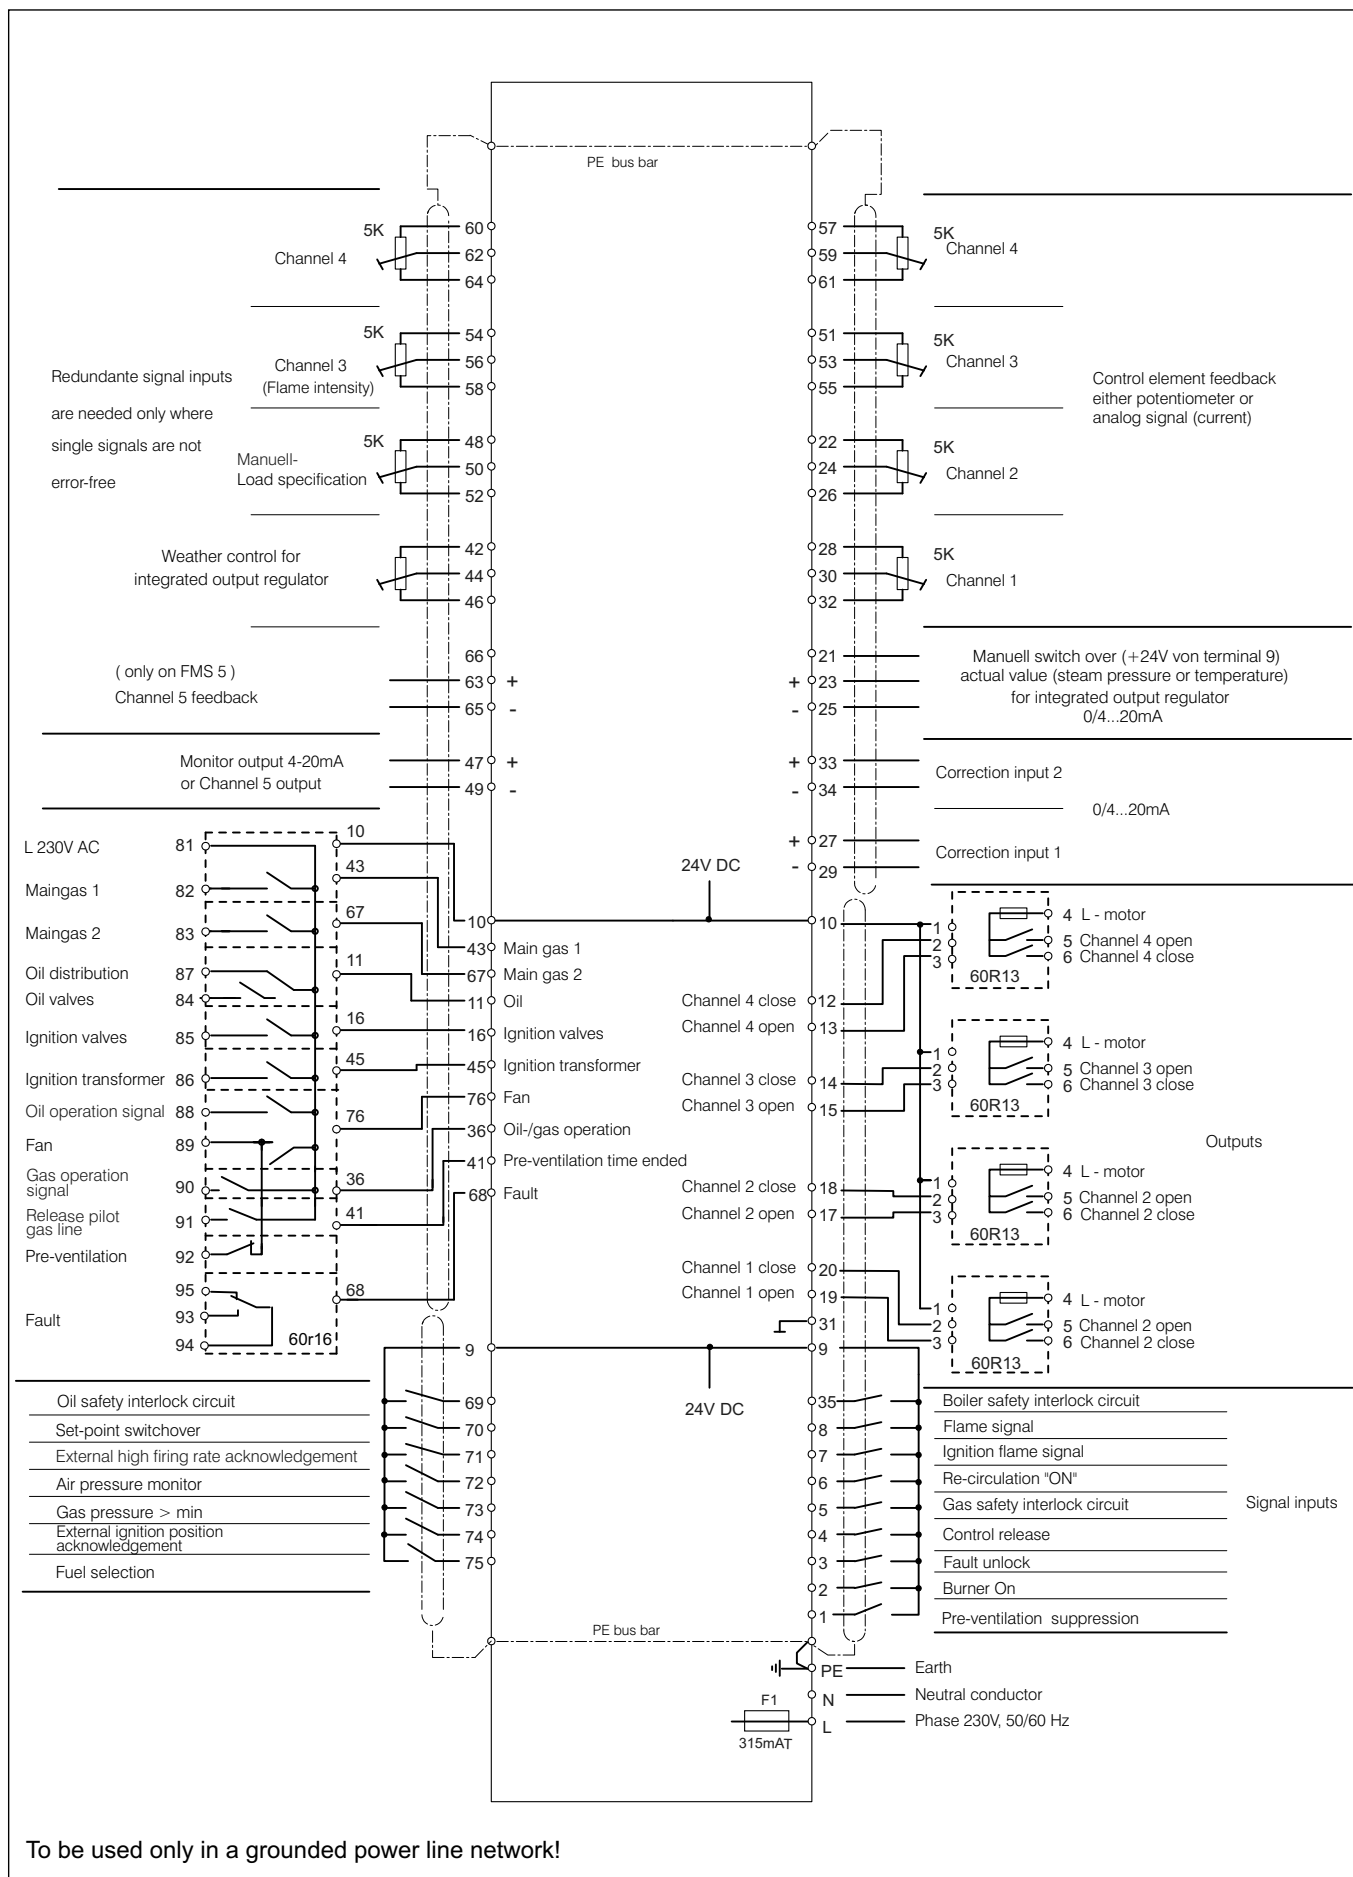 PE bus bar
5K
60
62
64
Channel 4
5K
54
56
58
Channel 3
(Flame intensity)
Redundante signal inputs
are needed only where
single signals are not
error-free
5K
48
50
52
Manuell-
Load specification
42
44
46
Weather control for
integrated output regulator
66
63 +
65 -
( only on FMS 5 )
Channel 5 feedback
Monitor output 4-20mA
or Channel 5 output
47 +
49 -
57
59
61
5K
Channel 4
51
53
55
5K
Channel 3
Control element feedback
either potentiometer or
analog signal (current)
22
24
26
5K
Channel 2
28
30
32
5K
Channel 1
21
+ 23
- 25
Manuell switch over (+24V von terminal 9)
actual value (steam pressure or temperature)
for integrated output regulator
0/4...20mA
+ 33
- 34
Correction input 2
0/4...20mA
+ 27
- 29
Correction input 1
L 230V AC 81
Maingas 1 82
Maingas 2 83
Oil distribution 87
Oil valves 84
Ignition valves 85
Ignition transformer 86
Oil operation signal 88
Fan 89
Gas operation
signal 90
Release pilot
gas line 91
Pre-ventilation 92
95
Fault 93
94
60r16
10
43
67
11
16
45
76
36
41
68
24V DC
10
43 Main gas 1
67 Main gas 2
11 Oil
16 Ignition valves
45 Ignition transformer
76 Fan
36 Oil-/gas operation
41 Pre-ventilation time ended
68 Fault
10
Channel 4 close 12
Channel 4 open 13
Channel 3 close 14
Channel 3 open 15
Channel 2 close 18
Channel 2 open 17
Channel 1 close 20
Channel 1 open 19
31
1
2
3
60R13
4 L - motor
5 Channel 4 open
6 Channel 4 close
1
2
3
60R13
4 L - motor
5 Channel 3 open
6 Channel 3 close
Outputs
1
2
3
60R13
4 L - motor
5 Channel 2 open
6 Channel 2 close
1
2
3
60R13
4 L - motor
5 Channel 2 open
6 Channel 2 close
9
24V DC
9
Oil safety interlock circuit 69
Set-point switchover 70
External high firing rate acknowledgement 71
Air pressure monitor 72
Gas pressure > min 73
External ignition position
acknowledgement 74
Fuel selection 75
35 Boiler safety interlock circuit
8 Flame signal
7 Ignition flame signal
6 Re-circulation "ON"
5 Gas safety interlock circuit
4 Control release
3 Fault unlock
2 Burner On
1 Pre-ventilation suppression
Signal inputs
PE bus bar
PE Earth
N Neutral conductor
F1
L Phase 230V, 50/60 Hz
315mAT
To be used only in a grounded power line network!